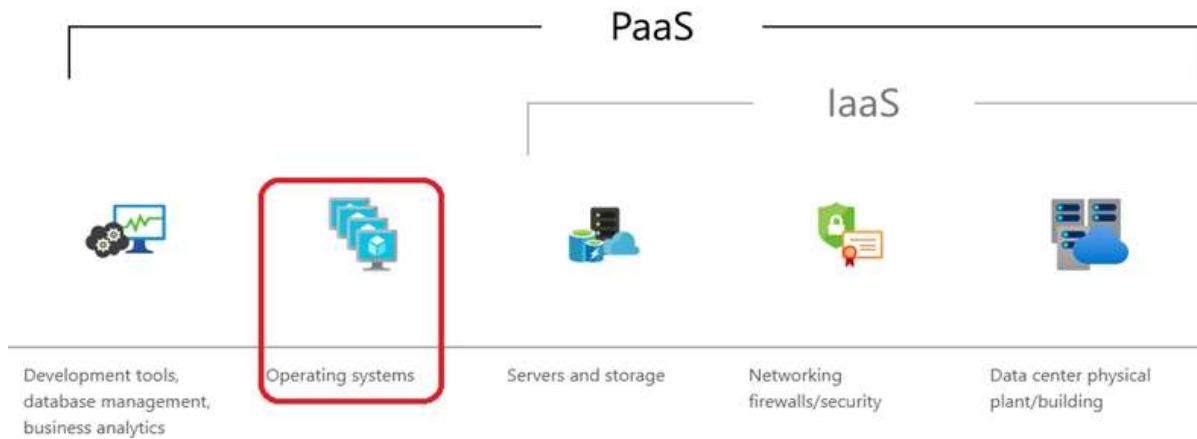 PaaS
IaaS
Development tools,
database management,
business analytics
Operating systems
Servers and storage
Networking
firewalls/security
Data center physical
plant/building